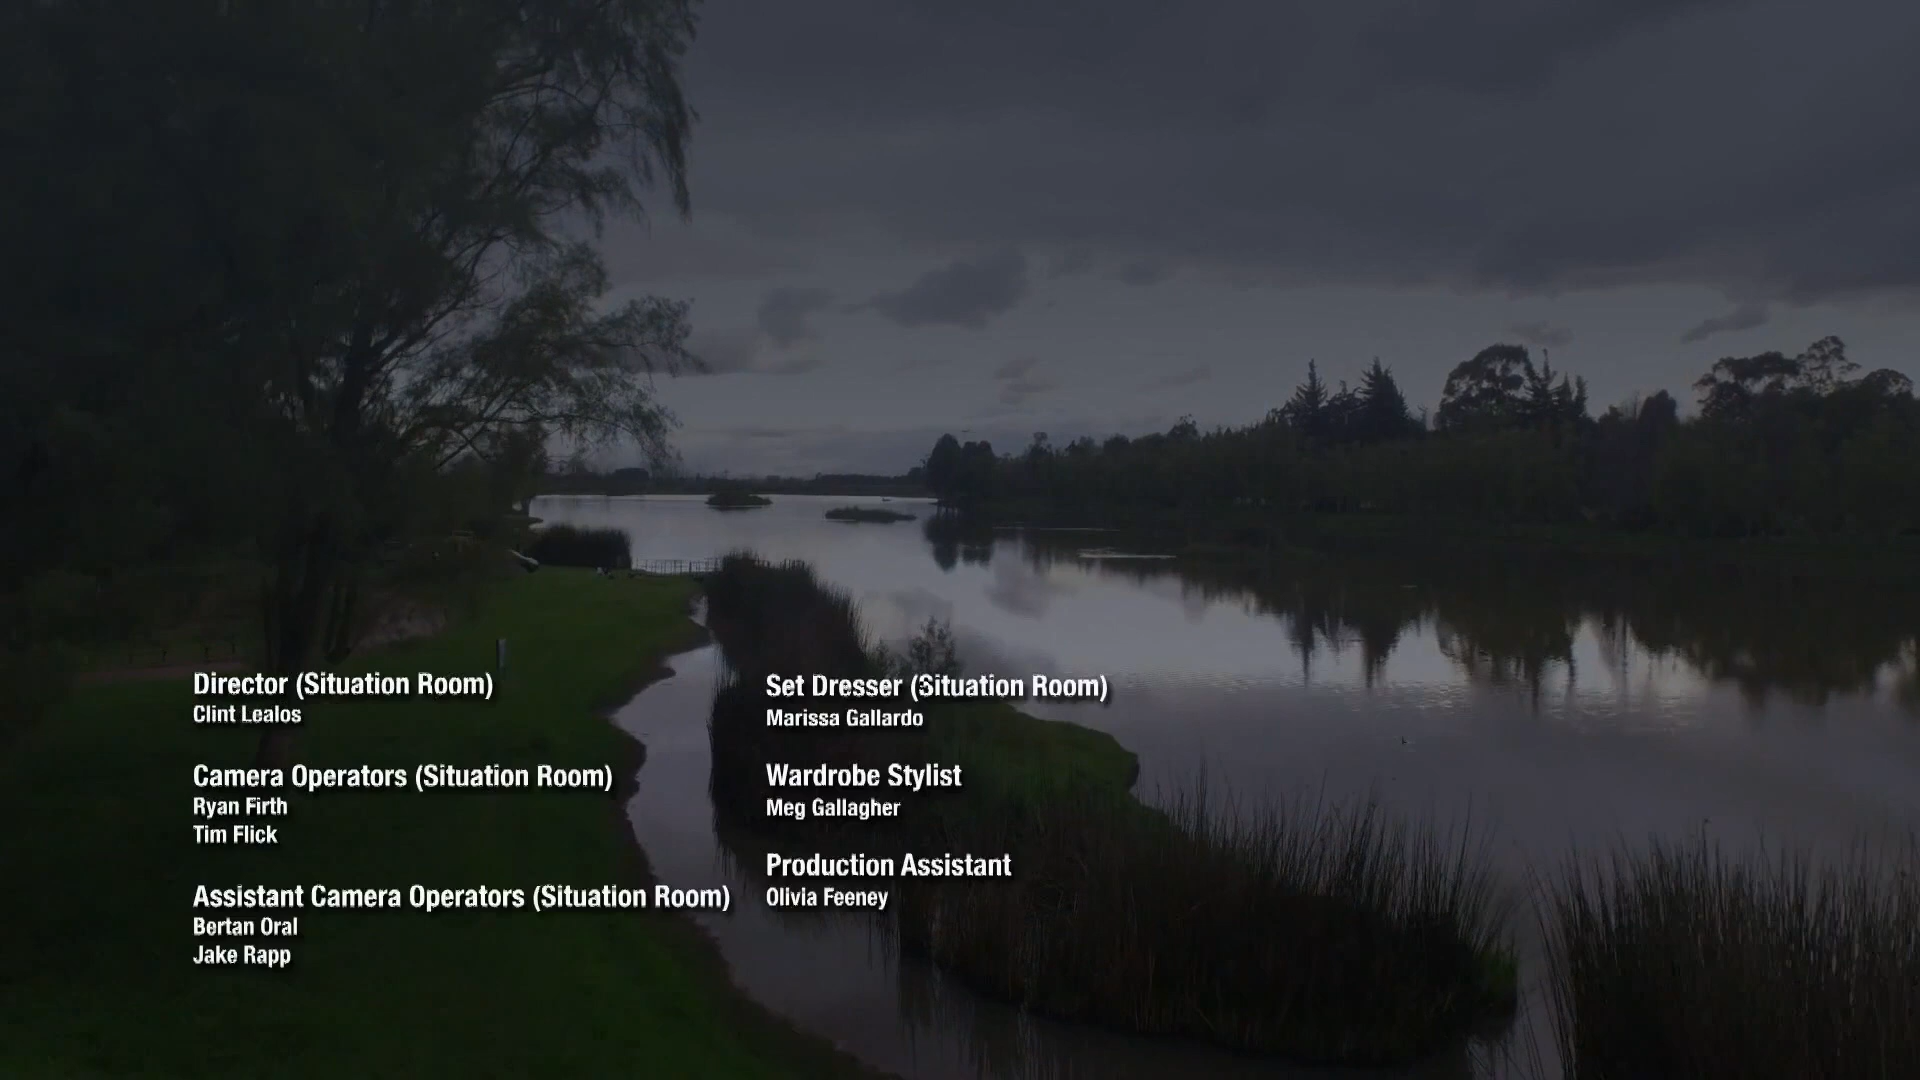 Director (Situation Room)
Clint Lealos
Camera Operators (Situation Room)
Ryan Firth
Tim Flick
Assistant Camera Operators (Situation Room)
Bertan Oral
Jake Rapp
Set Dresser (Situation Room)
Marissa Gallardo
Wardrobe Stylist
Meg Gallagher
Production Assistant
Olivia Feeney